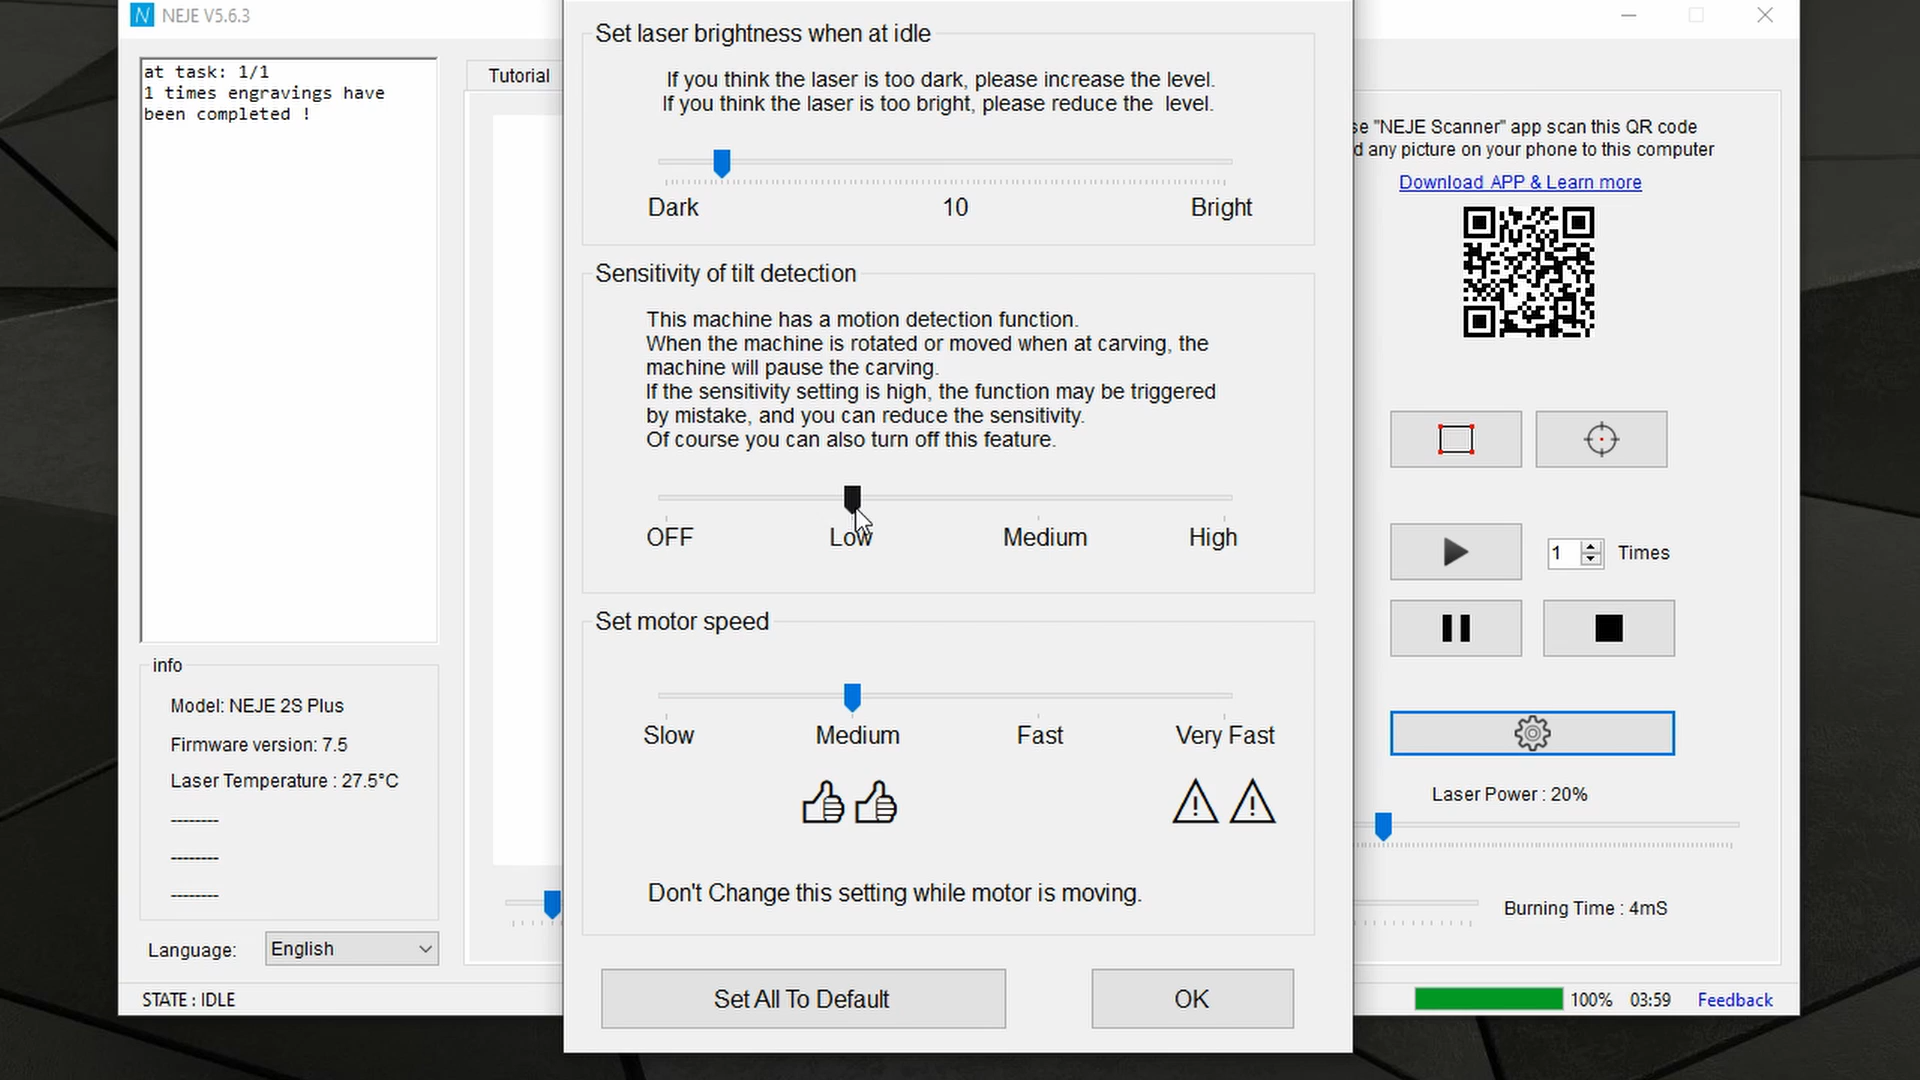 NEJE V5.6.3
at task: 1/1
1 times engravings have
been completed !
info
Model: NEJE 2S Plus
Firmware version: 7.5
Laser Temperature : 27.5°C
--------
--------
--------
Language:
English
STATE : IDLE
Tutorial
Set laser brightness when at idle
If you think the laser is too dark, please increase the level.
If you think the laser is too bright, please reduce the level.
Dark 10 Bright
Sensitivity of tilt detection
This machine has a motion detection function.
When the machine is rotated or moved when at carving, the
machine will pause the carving.
If the sensitivity setting is high, the function may be triggered
by mistake, and you can reduce the sensitivity.
Of course you can also turn off this feature.
OFF Low Medium High
Set motor speed
Slow Medium Fast Very Fast
Don't Change this setting while motor is moving.
Set All To Default
OK
"NEJE Scanner" app scan this QR code
any picture on your phone to this computer
Download APP & Learn more
1 Times
Laser Power : 20%
Burning Time : 4mS
100% 03:59 Feedback